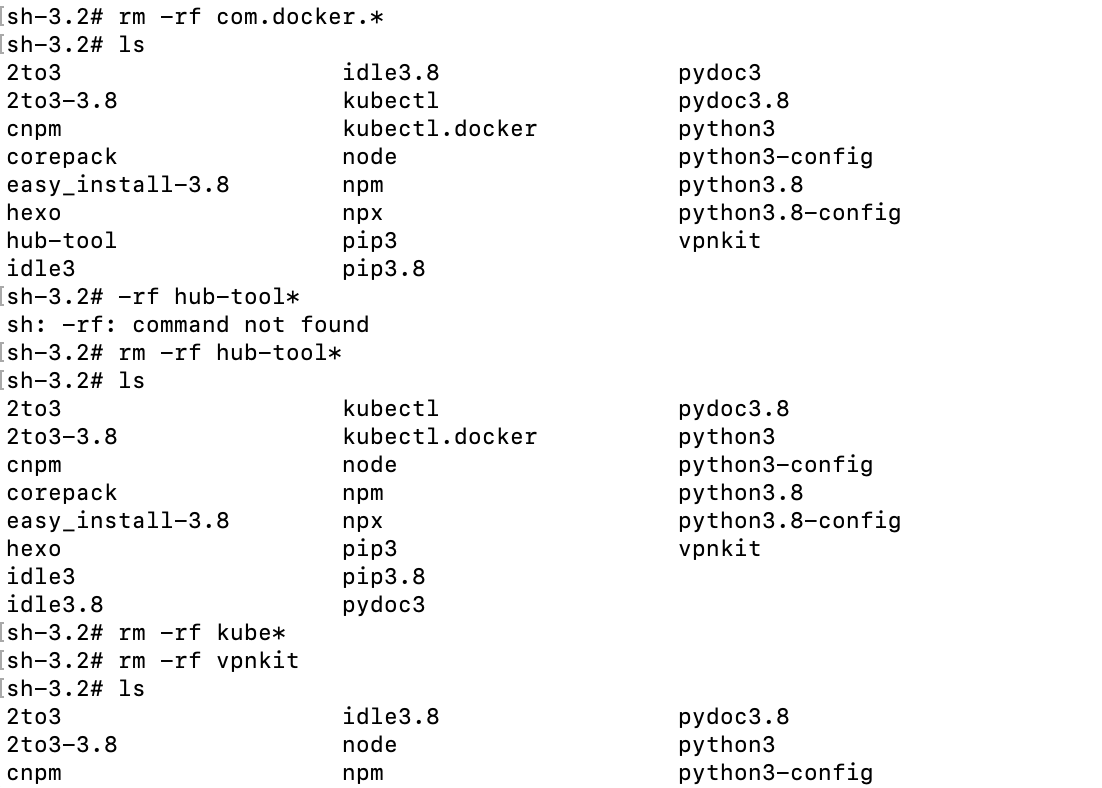 [sh-3.2# rm -rf com.docker.*
[sh-3.2# ls
2to3 idle3.8 pydoc3
2to3-3.8 kubectl pydoc3.8
cnpm kubectl.docker python3
corepack node python3-config
easy_install-3.8 npm python3.8
hexo npx python3.8-config
hub-tool pip3 vpnkit
idle3 pip3.8
[sh-3.2# -rf hub-tool*
sh: -rf: command not found
[sh-3.2# rm -rf hub-tool*
[sh-3.2# ls
2to3 kubectl pydoc3.8
2to3-3.8 kubectl.docker python3
cnpm node python3-config
corepack npm python3.8
easy_install-3.8 npx python3.8-config
hexo pip3 vpnkit
idle3 pip3.8
idle3.8 pydoc3
[sh-3.2# rm -rf kube*
[sh-3.2# rm -rf vpnkit
[sh-3.2# ls
2to3 idle3.8 pydoc3.8
2to3-3.8 node python3
cnpm npm python3-config